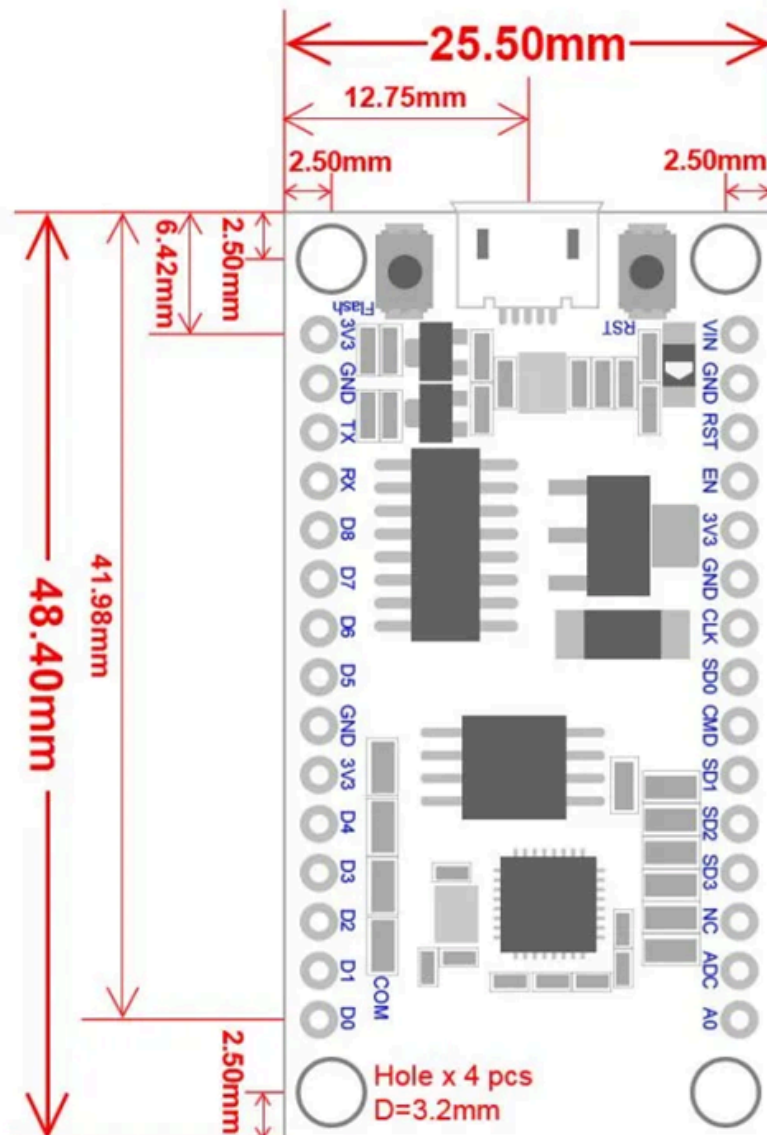 25.50mm
12.75mm
2.50mm
2.50mm
2.50mm
6.42mm
41.98mm
48.40mm
2.50mm
Flash
RST
3V3
GND
TX
RX
D8
D7
D6
D5
GND
3V3
D4
D3
D2
D1
D0
COM
VIN
GND
RST
EN
3V3
GND
CLK
SD0
CMD
SD1
SD2
SD3
NC
ADC
A0
Hole x 4 pcs
D=3.2mm